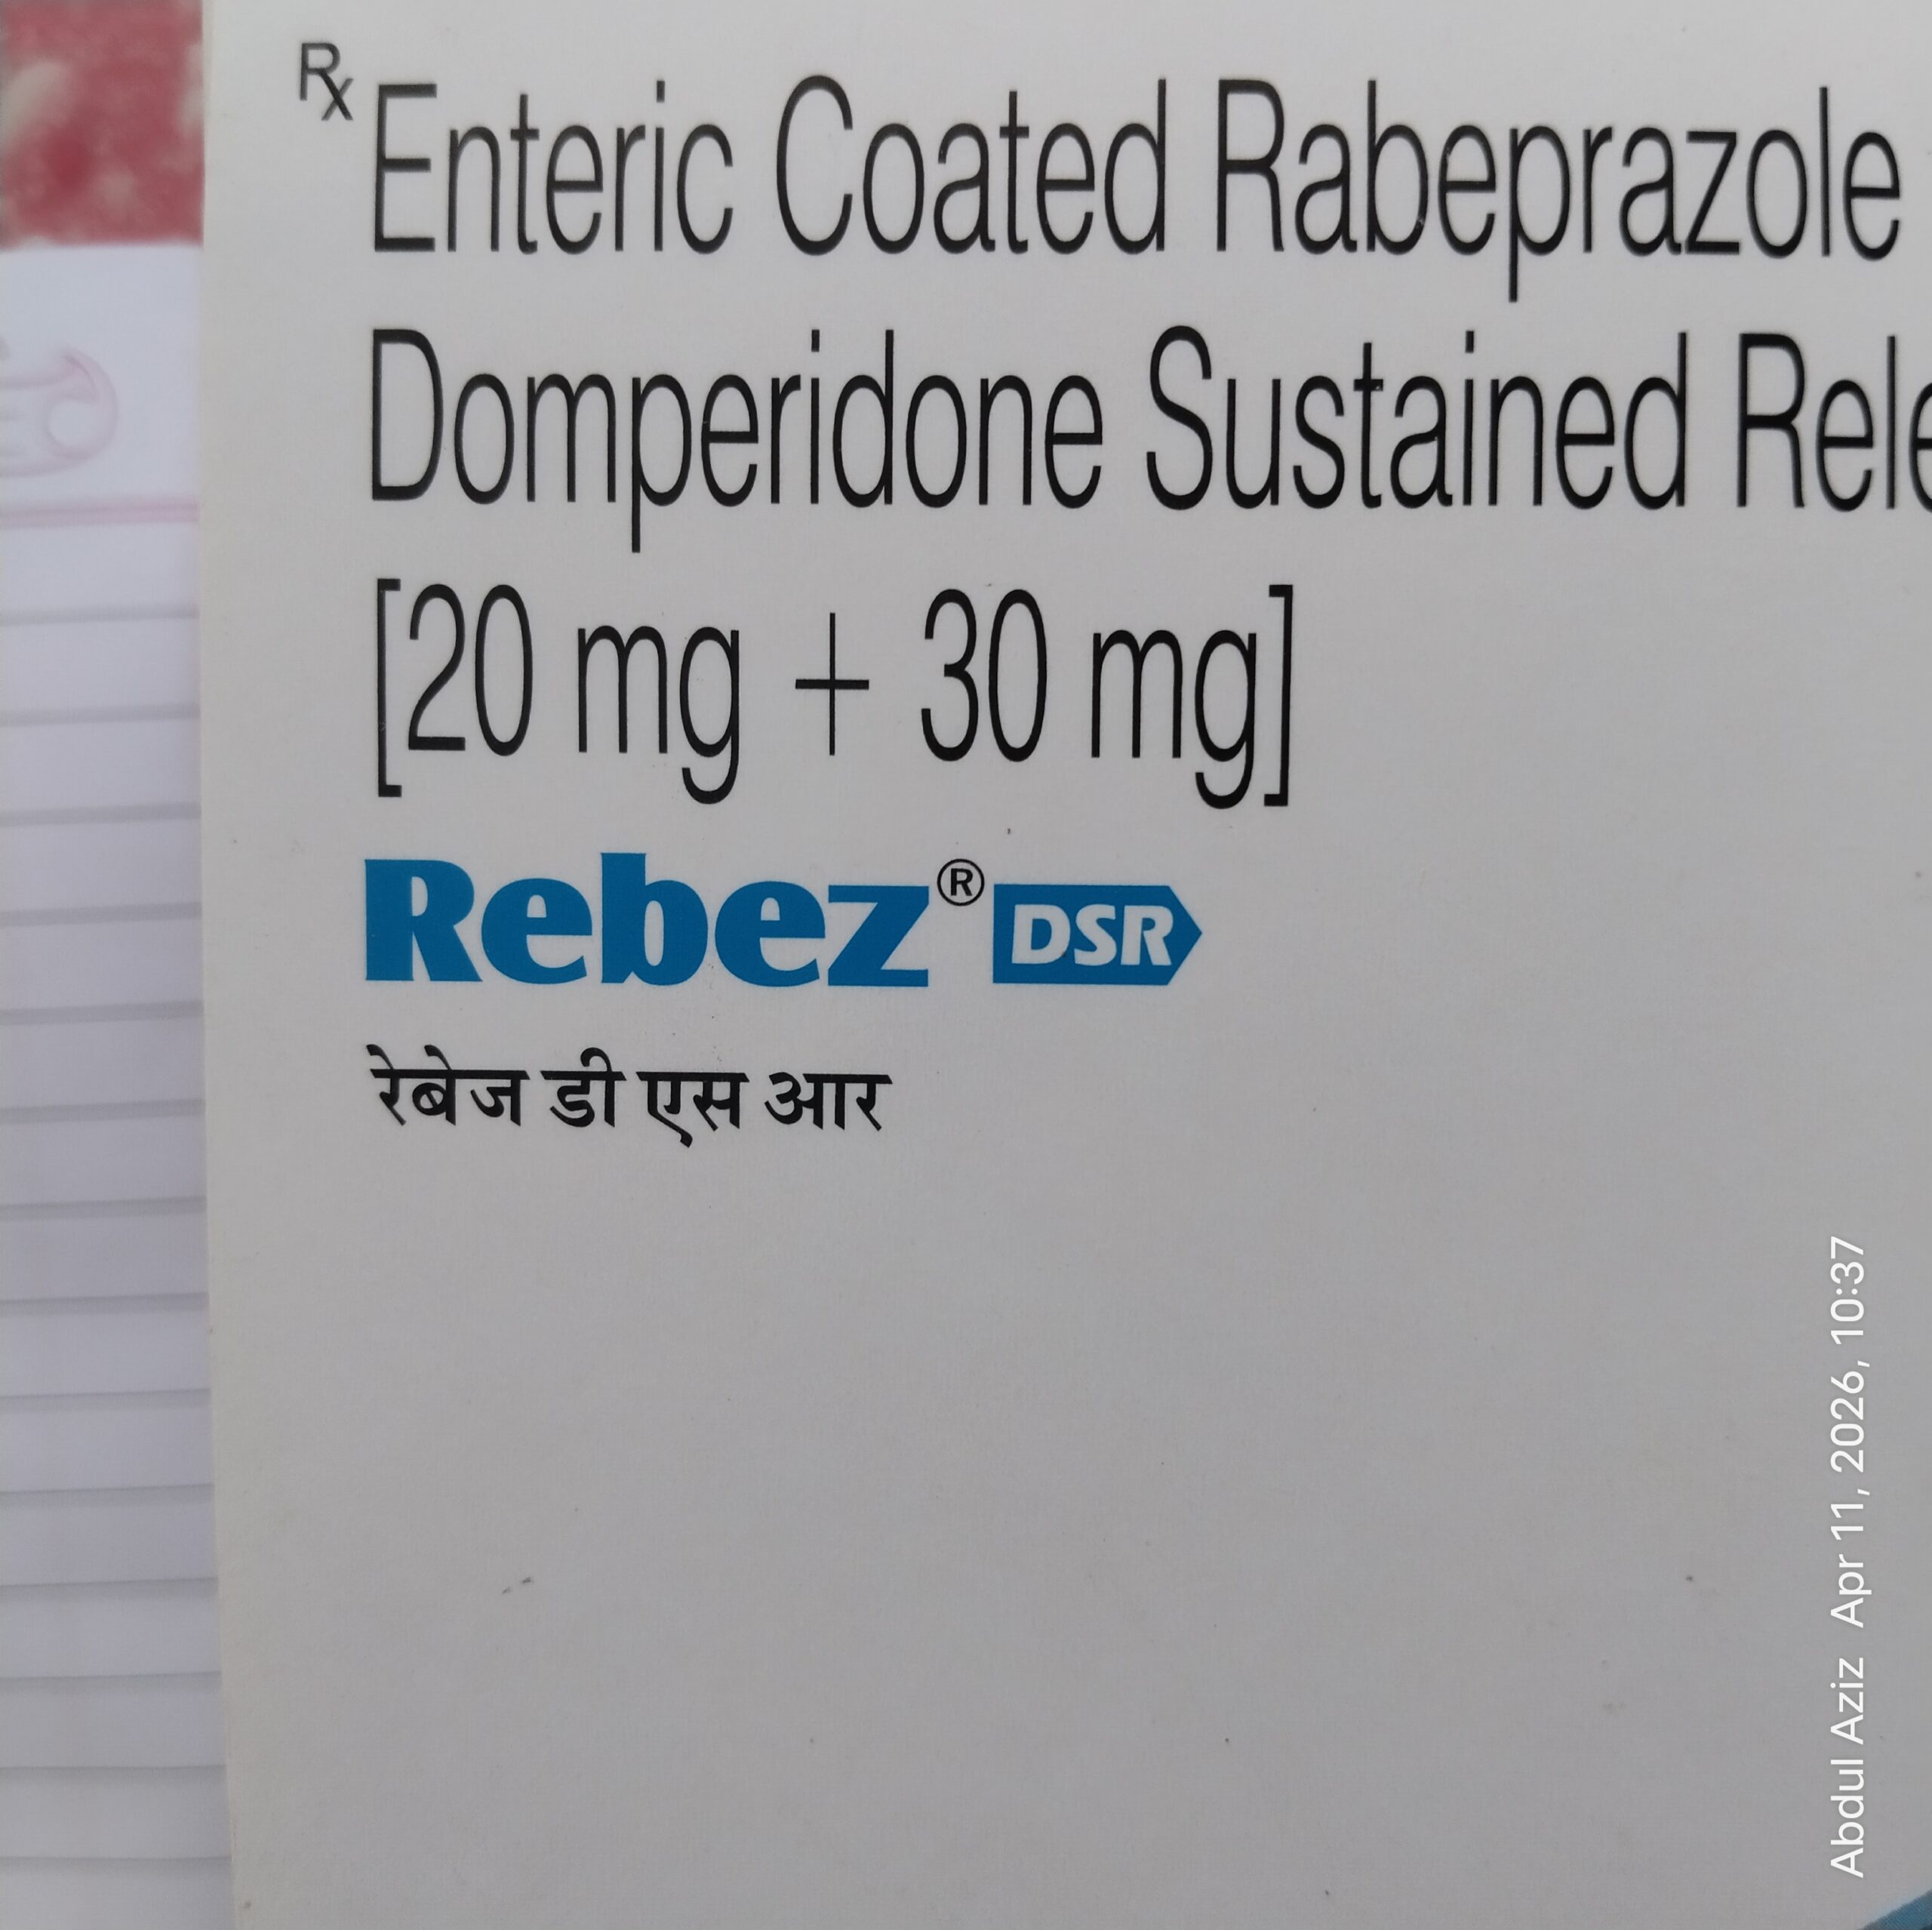 Rx Enteric Coated Rabeprazole
Domperidone Sustained Rele
[20 mg + 30 mg]
Rebez® DSR
रेबेज डी एस आर
Abdul Aziz Apr 11, 2026, 10:37